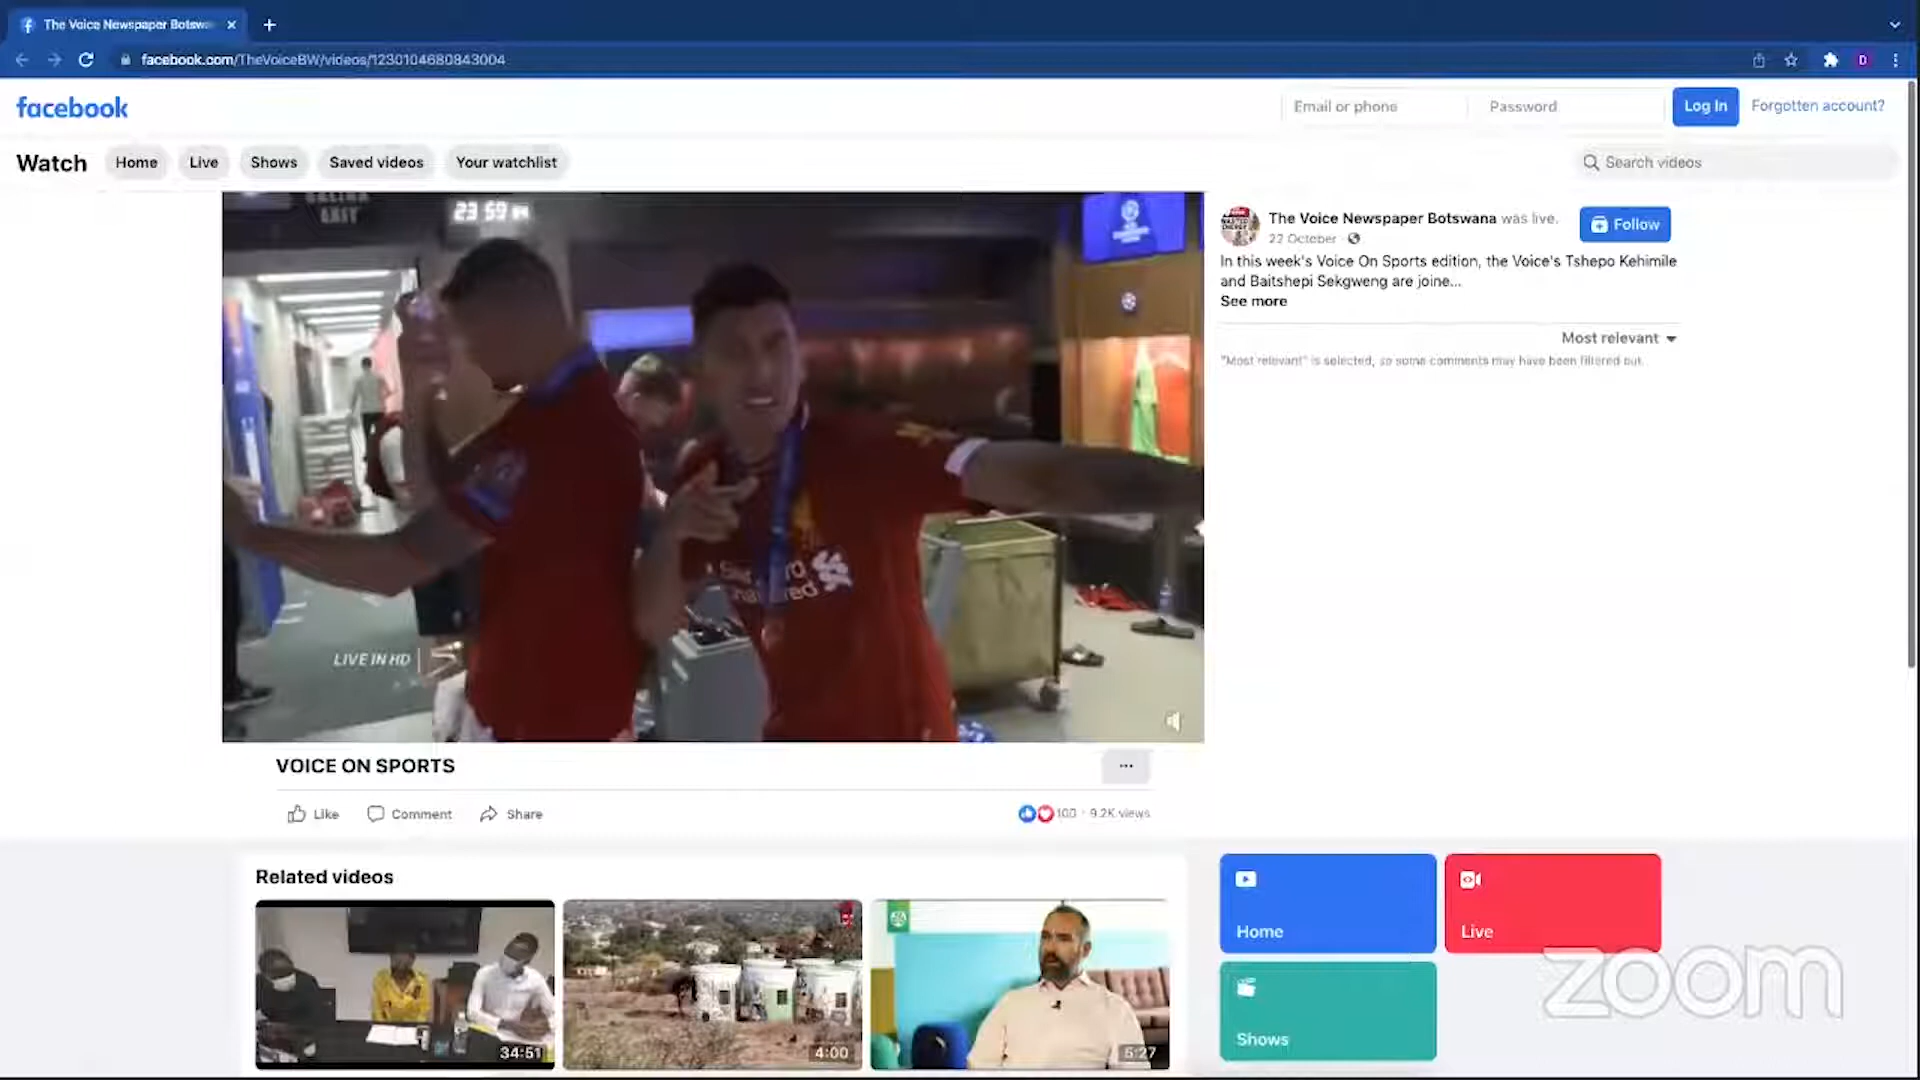 The Voice Newspaper Botsw
facebook.com/TheVoiceBW/videos/1230104680843004
D
facebook
Email or phone
Password
Log In
Forgotten account?
Watch
Home
Live
Shows
Saved videos
Your watchlist
Search videos
EXIT
23 59
The Voice Newspaper Botswana was live.
22 October
Follow
In this week's Voice On Sports edition, the Voice's Tshepo Kehimile
and Baitshepi Sekgweng are joine...
See more
Most relevant
"Most relevant" is selected, so some comments may have been filtered out.
LIVE IN HD
VOICE ON SPORTS
...
Like
Comment
Share
100 · 9.2K views
Related videos
34:51
4:00
5:27
Home
Live
Shows
zoom